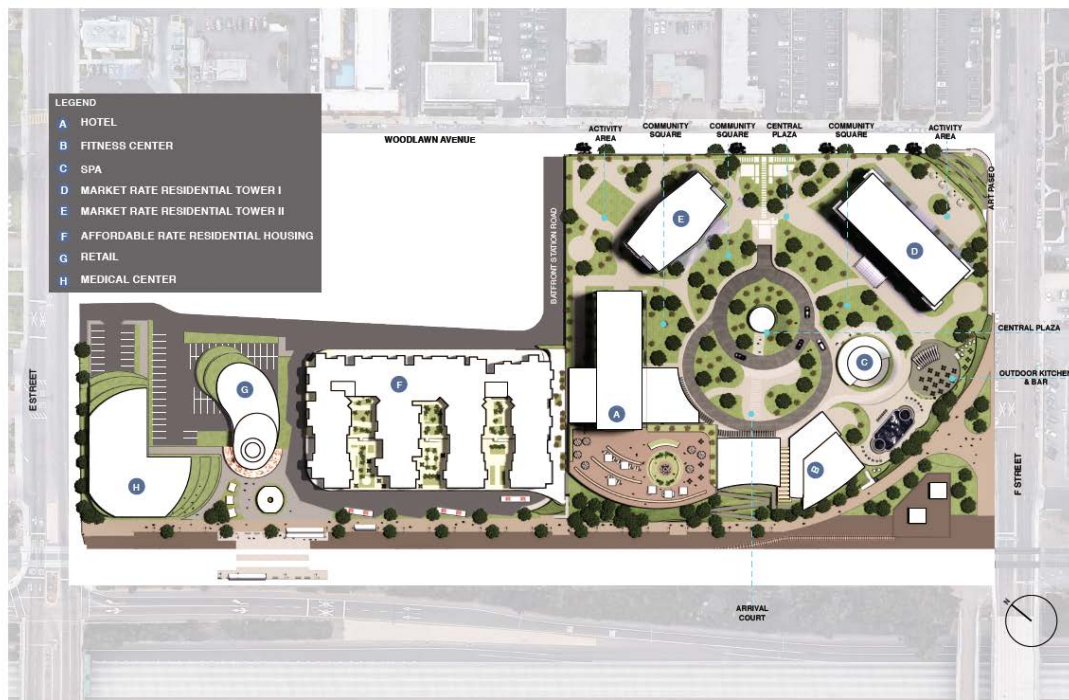 LEGEND
A HOTEL
B FITNESS CENTER
C SPA
D MARKET RATE RESIDENTIAL TOWER I
E MARKET RATE RESIDENTIAL TOWER II
F AFFORDABLE RATE RESIDENTIAL HOUSING
G RETAIL
H MEDICAL CENTER
WOODLAWN AVENUE
ACTIVITY
AREA
COMMUNITY
SQUARE
COMMUNITY
SQUARE
CENTRAL
PLAZA
COMMUNITY
SQUARE
ACTIVITY
AREA
ART PASEO
BATFRONT STATION ROAD
E
D
CENTRAL PLAZA
C
OUTDOOR KITCHEN
& BAR
E STREET
G
F
A
B
H
F STREET
ARRIVAL
COURT
N